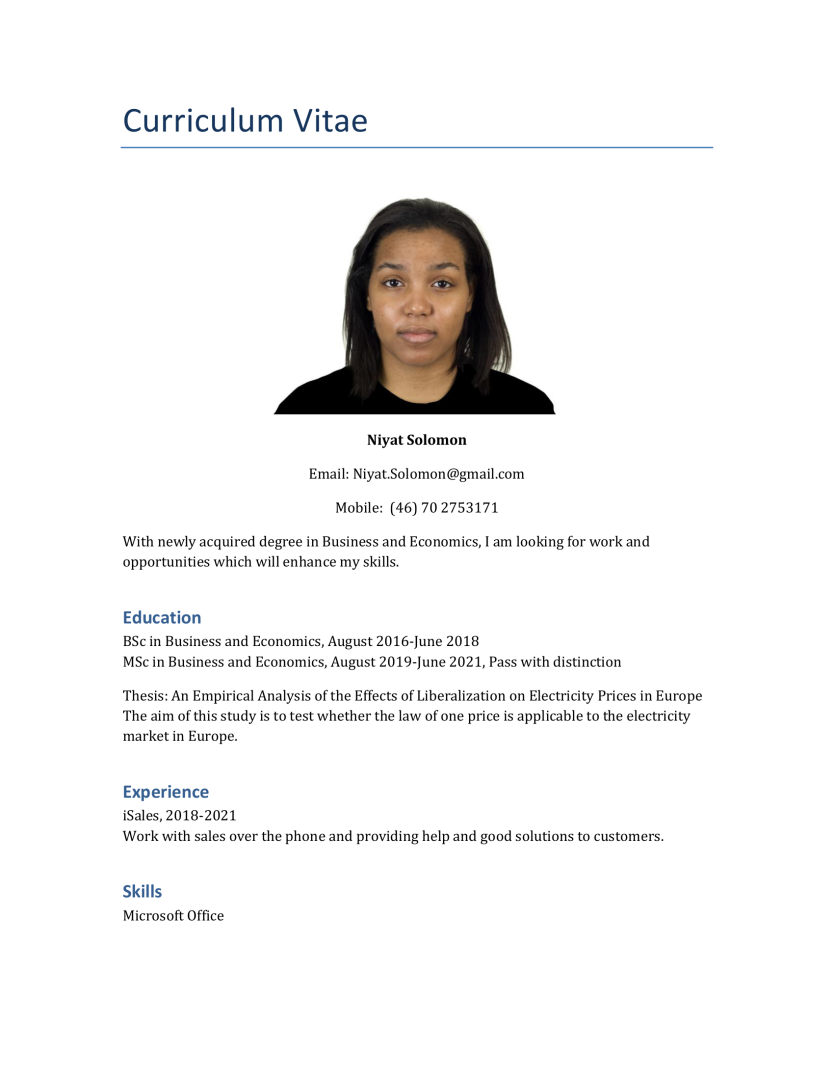 Curriculum Vitae
Niyat Solomon
Email: Niyat.Solomon@gmail.com
Mobile:  (46) 70 2753171
With newly acquired degree in Business and Economics, I am looking for work and
opportunities which will enhance my skills.
Education
BSc in Business and Economics, August 2016-June 2018
MSc in Business and Economics, August 2019-June 2021, Pass with distinction
Thesis: An Empirical Analysis of the Effects of Liberalization on Electricity Prices in Europe
The aim of this study is to test whether the law of one price is applicable to the electricity
market in Europe.
Experience
iSales, 2018-2021
Work with sales over the phone and providing help and good solutions to customers.
Skills
Microsoft Office